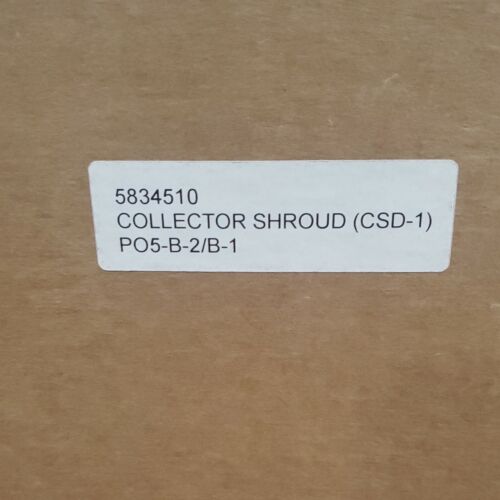 5834510
COLLECTOR SHROUD (CSD-1)
PO5-B-2/B-1